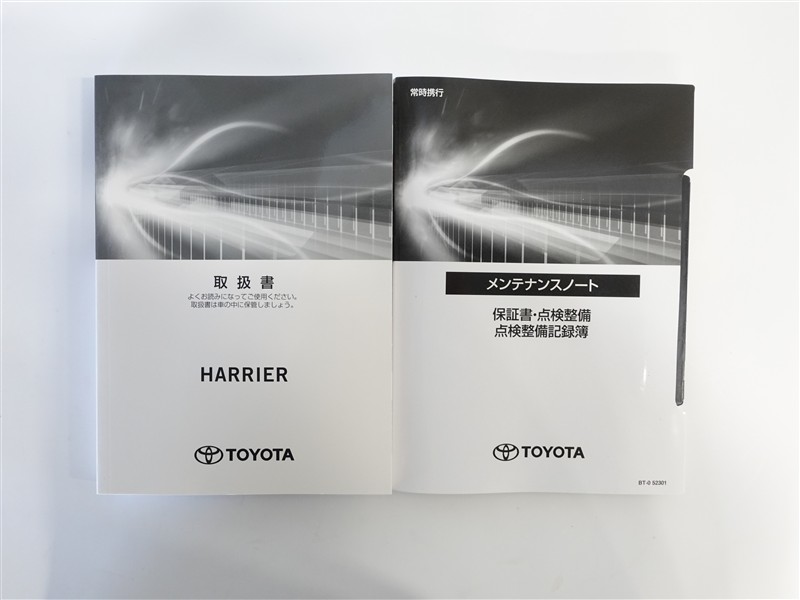 取扱書
よくお読みになってご使用ください。
取扱書は車の中に保管しましょう。
HARRIER
TOYOTA
常時携行
メンテナンスノート
保証書・点検整備
点検整備記録簿
TOYOTA
BT-0 52301